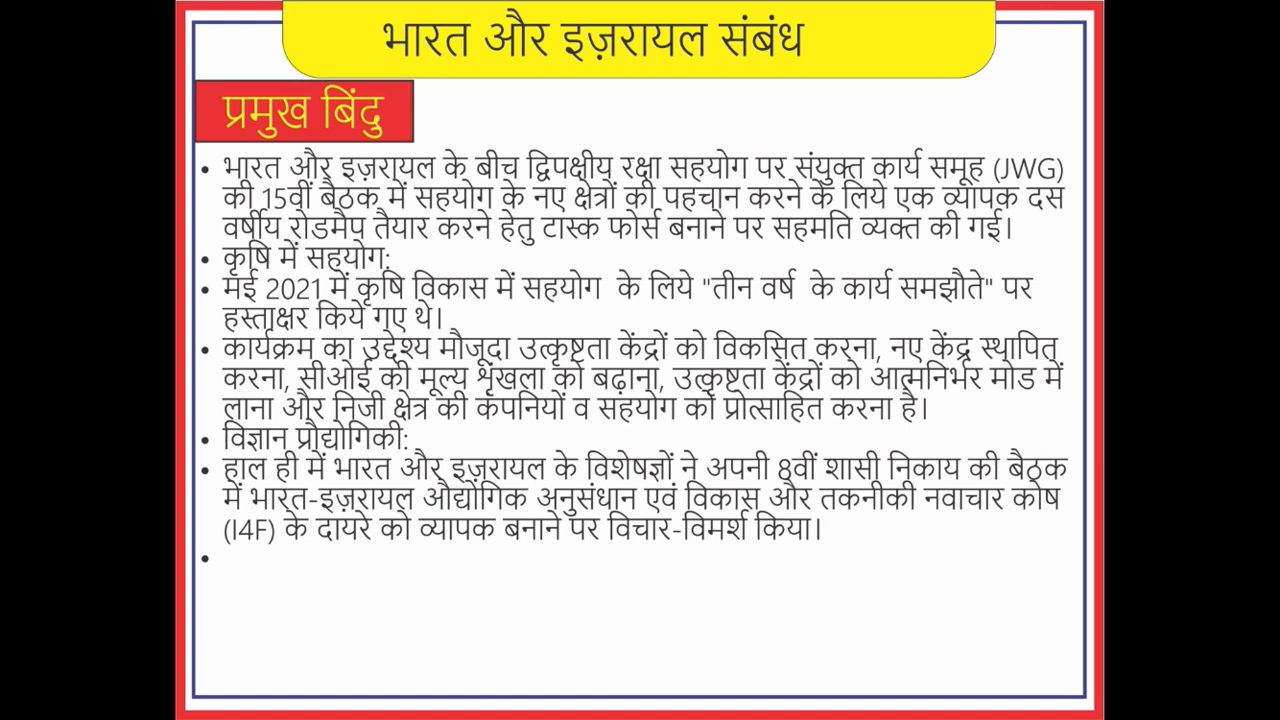 भारत और इज़रायल संबंध
प्रमुख बिंदु
• भारत और इज़रायल के बीच द्विपक्षीय रक्षा सहयोग पर संयुक्त कार्य समूह (JWG)
की 15वीं बैठक में सहयोग के नए क्षेत्रों की पहचान करने के लिये एक व्यापक दस
वर्षीय रोडमैप तैयार करने हेतु टास्क फोर्स बनाने पर सहमति व्यक्त की गई।
• कृषि में सहयोग:
• मई 2021 में कृषि विकास में सहयोग के लिये "तीन वर्ष के कार्य समझौते" पर
हस्ताक्षर किये गए थे।
• कार्यक्रम का उद्देश्य मौजूदा उत्कृष्टता केंद्रों को विकसित करना, नए केंद्र स्थापित
करना, सीओई की मूल्य शृंखला को बढ़ाना, उत्कृष्टता केंद्रों को आत्मनिर्भर मोड में
लाना और निजी क्षेत्र की कंपनियों व सहयोग को प्रोत्साहित करना है।
• विज्ञान प्रौद्योगिकी:
• हाल ही में भारत और इज़रायल के विशेषज्ञों ने अपनी 8वीं शासी निकाय की बैठक
में भारत-इज़रायल औद्योगिक अनुसंधान एवं विकास और तकनीकी नवाचार कोष
(I4F) के दायरे को व्यापक बनाने पर विचार-विमर्श किया।
•